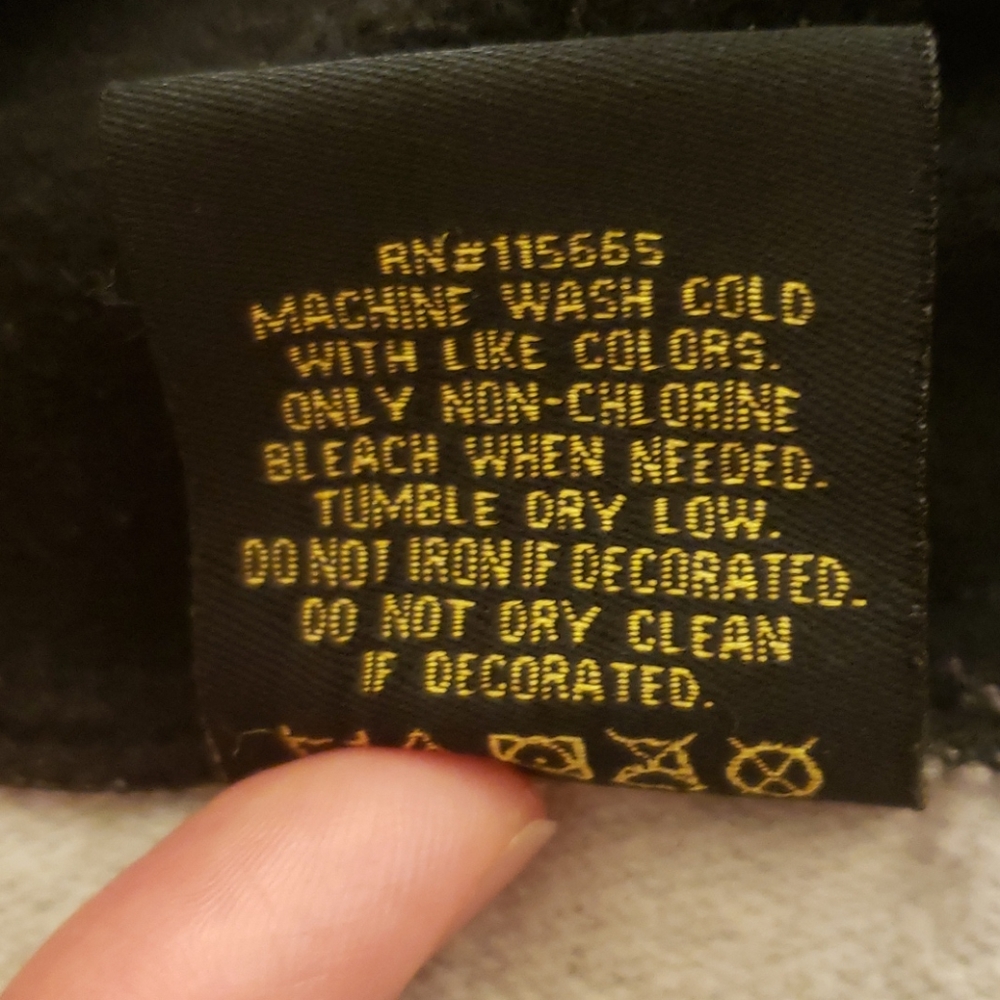 RN#115665
MACHINE WASH COLD
WITH LIKE COLORS.
ONLY NON-CHLORINE
BLEACH WHEN NEEDED.
TUMBLE DRY LOW.
DO NOT IRON IF DECORATED.
DO NOT DRY CLEAN
IF DECORATED.